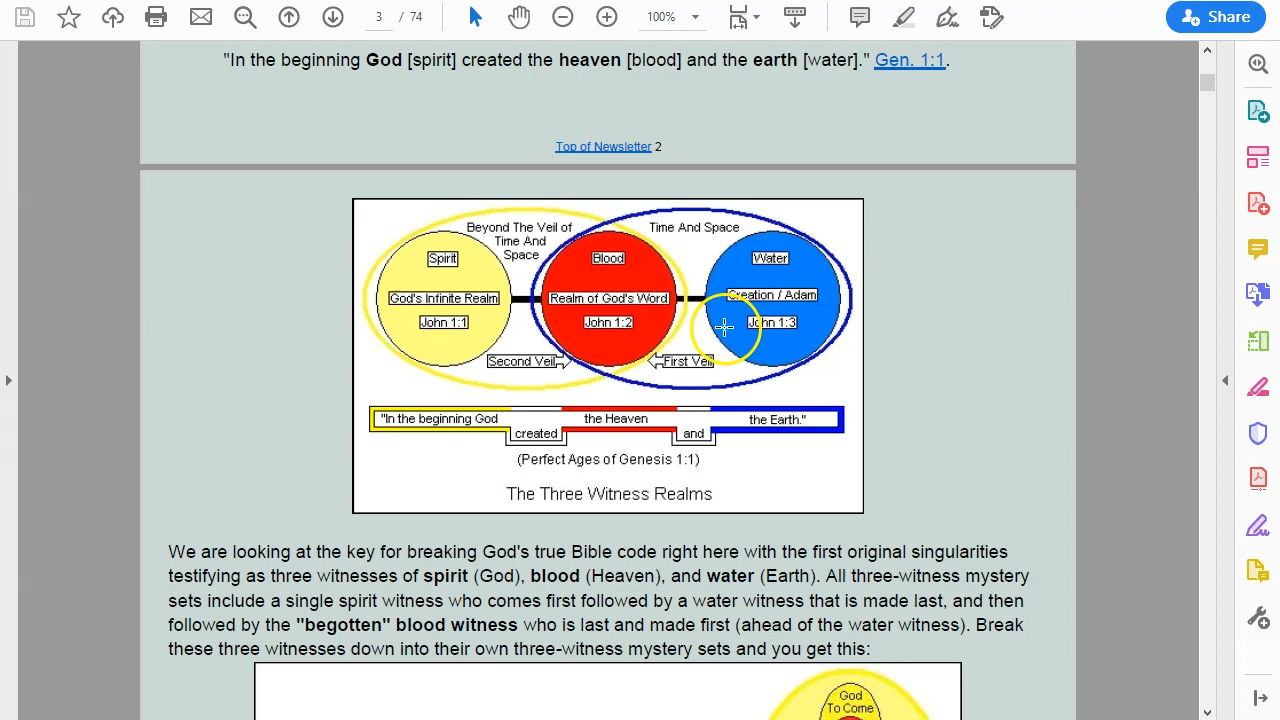 3 / 74
100%
Share
"In the beginning God [spirit] created the heaven [blood] and the earth [water]." Gen. 1:1.
Top of Newsletter 2
Beyond The Veil of
Time And
Space
Time And Space
Spirit
Blood
Water
God's Infinite Realm
Realm of God's Word
Creation / Adam
John 1:1
John 1:2
John 1:3
Second Veil
First Veil
"In the beginning God
created
the Heaven
and
the Earth."
(Perfect Ages of Genesis 1:1)
The Three Witness Realms
We are looking at the key for breaking God's true Bible code right here with the first original singularities
testifying as three witnesses of spirit (God), blood (Heaven), and water (Earth). All three-witness mystery
sets include a single spirit witness who comes first followed by a water witness that is made last, and then
followed by the "begotten" blood witness who is last and made first (ahead of the water witness). Break
these three witnesses down into their own three-witness mystery sets and you get this:
God
To Come